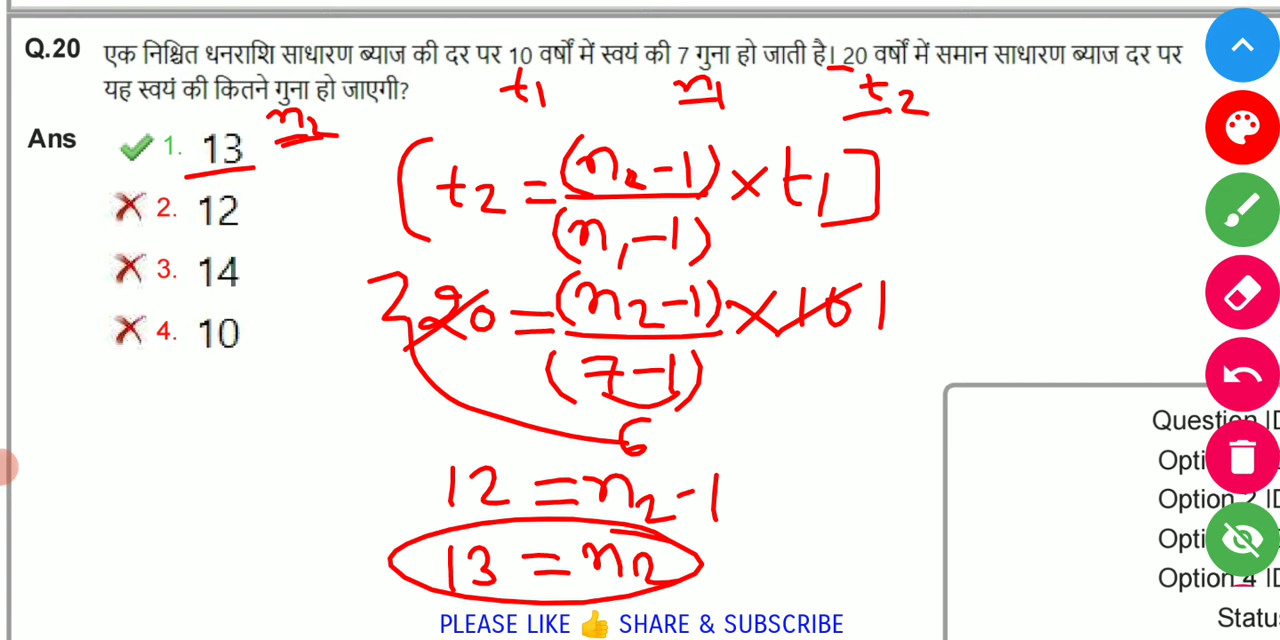 Q.20 एक निश्चित धनराशि साधारण ब्याज की दर पर 10 वर्षों में स्वयं की 7 गुना हो जाती है। 20 वर्षों में समान साधारण ब्याज दर पर
यह स्वयं की कितने गुना हो जाएगी?
t1 n1 t2
n2
Ans 1. 13
2. 12
3. 14
4. 10
[t2 = (n2-1)/(n1-1) × t1]
2 20 = (n2-1)/(7-1) × 10 1
6
12 = n2-1
13 = n2
Question ID
Opti
Option 2 ID
Opti
Option 4 ID
Statu
PLEASE LIKE 👍 SHARE & SUBSCRIBE